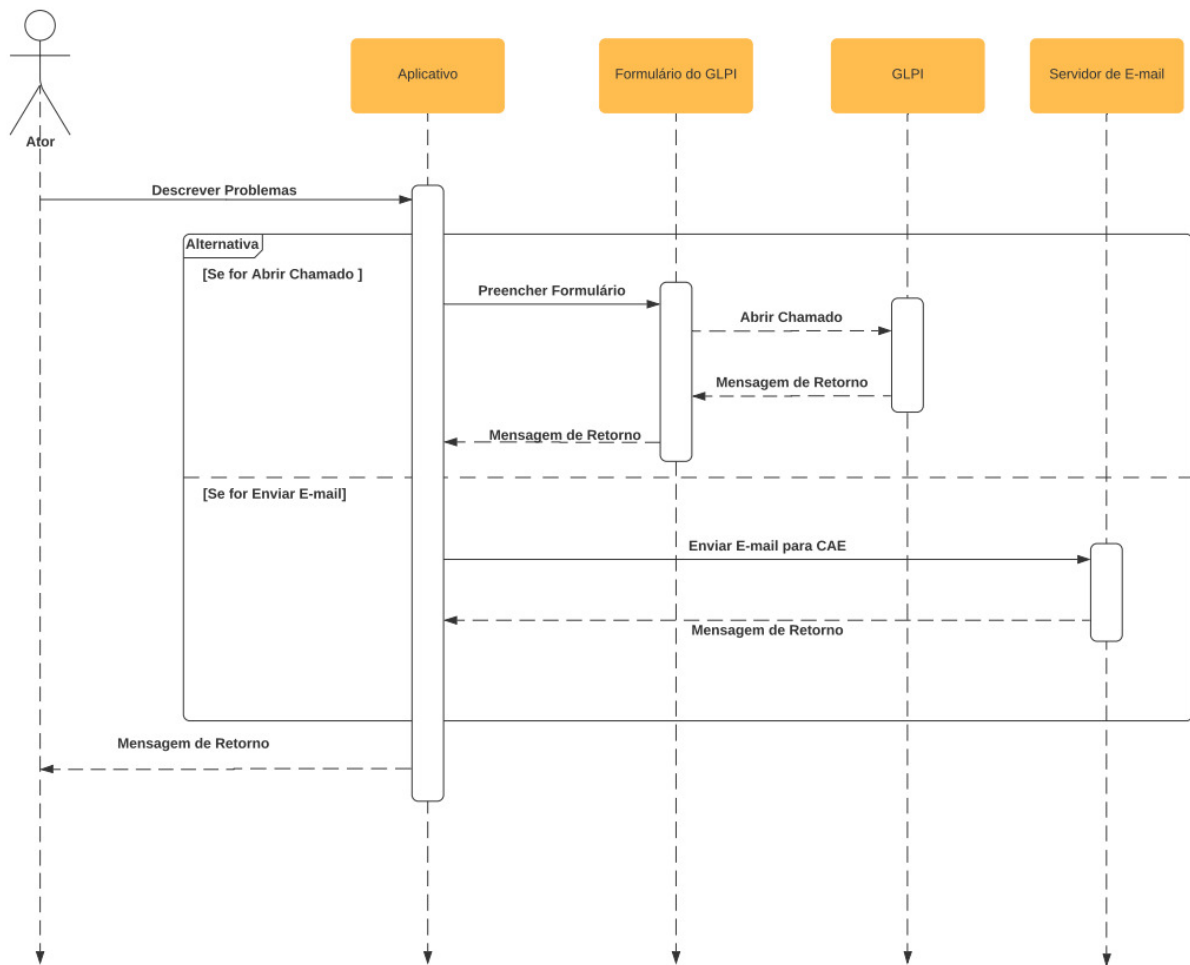 Aplicativo
Formulário do GLPI
GLPI
Servidor de E-mail
Ator
Descrever Problemas
Alternativa
[Se for Abrir Chamado ]
Preencher Formulário
Abrir Chamado
Mensagem de Retorno
Mensagem de Retorno
[Se for Enviar E-mail]
Enviar E-mail para CAE
Mensagem de Retorno
Mensagem de Retorno